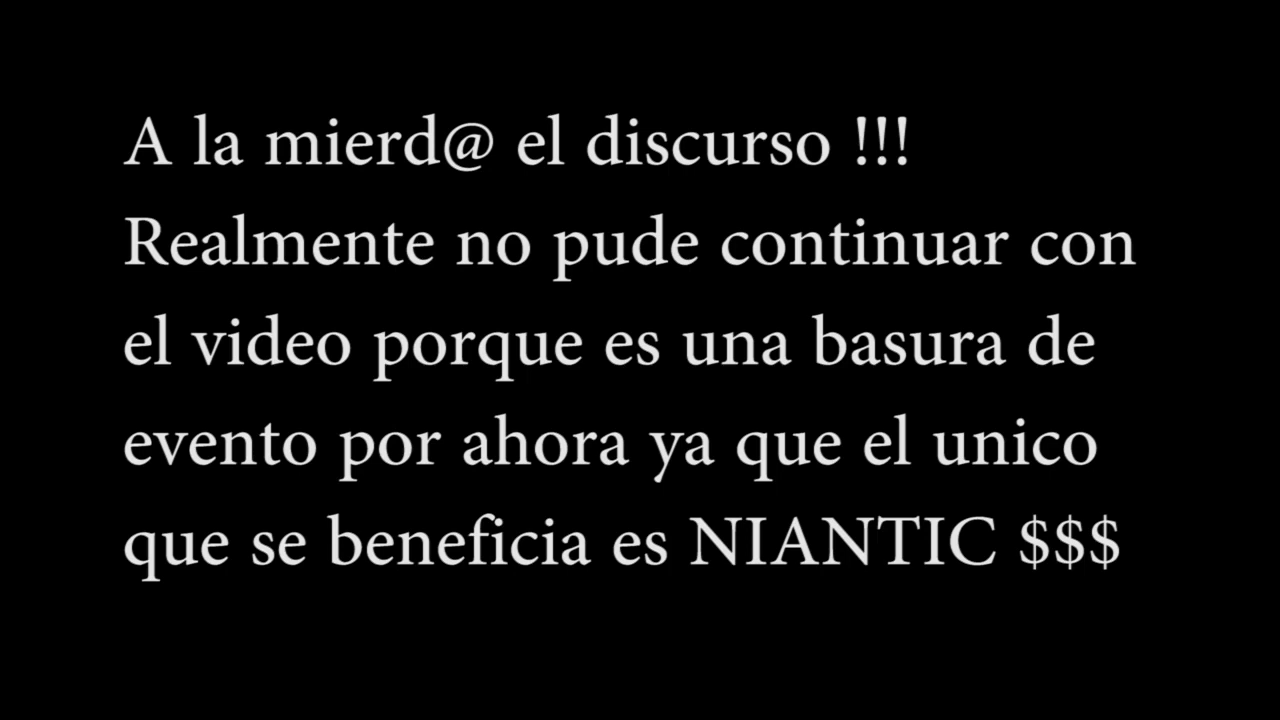 A la mierd@ el discurso !!!
Realmente no pude continuar con
el video porque es una basura de
evento por ahora ya que el unico
que se beneficia es NIANTIC $$$